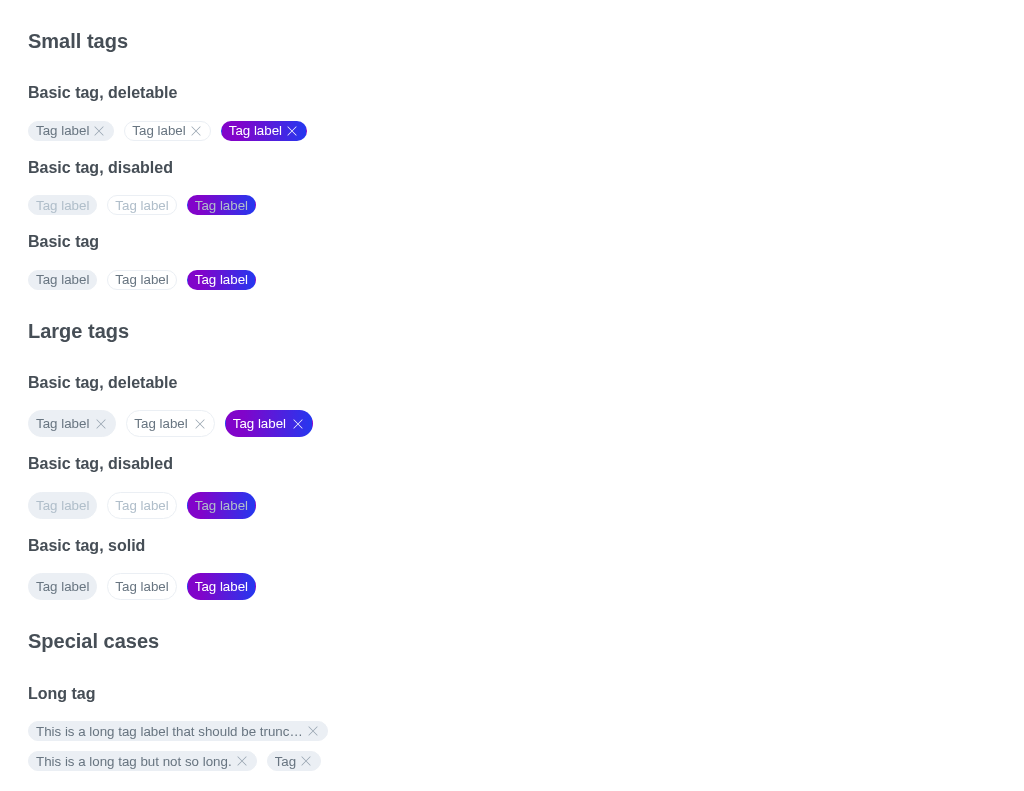 Small tags
Basic tag, deletable
Tag label Tag label Tag label
Basic tag, disabled
Tag label Tag label Tag label
Basic tag
Tag label Tag label Tag label
Large tags
Basic tag, deletable
Tag label Tag label Tag label
Basic tag, disabled
Tag label Tag label Tag label
Basic tag, solid
Tag label Tag label Tag label
Special cases
Long tag
This is a long tag label that should be trunc…
This is a long tag but not so long. Tag